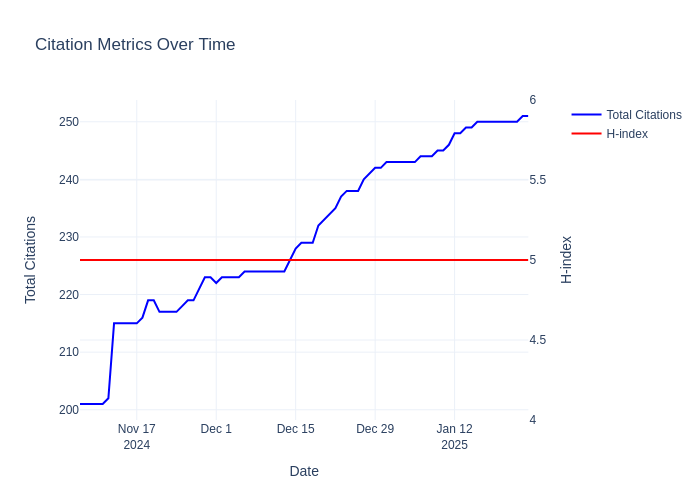 Citation Metrics Over Time
Total Citations
H-index
250
240
230
220
210
200
6
5.5
5
4.5
4
Nov 17
2024
Dec 1
Dec 15
Dec 29
Jan 12
2025
Date
Total Citations
H-index